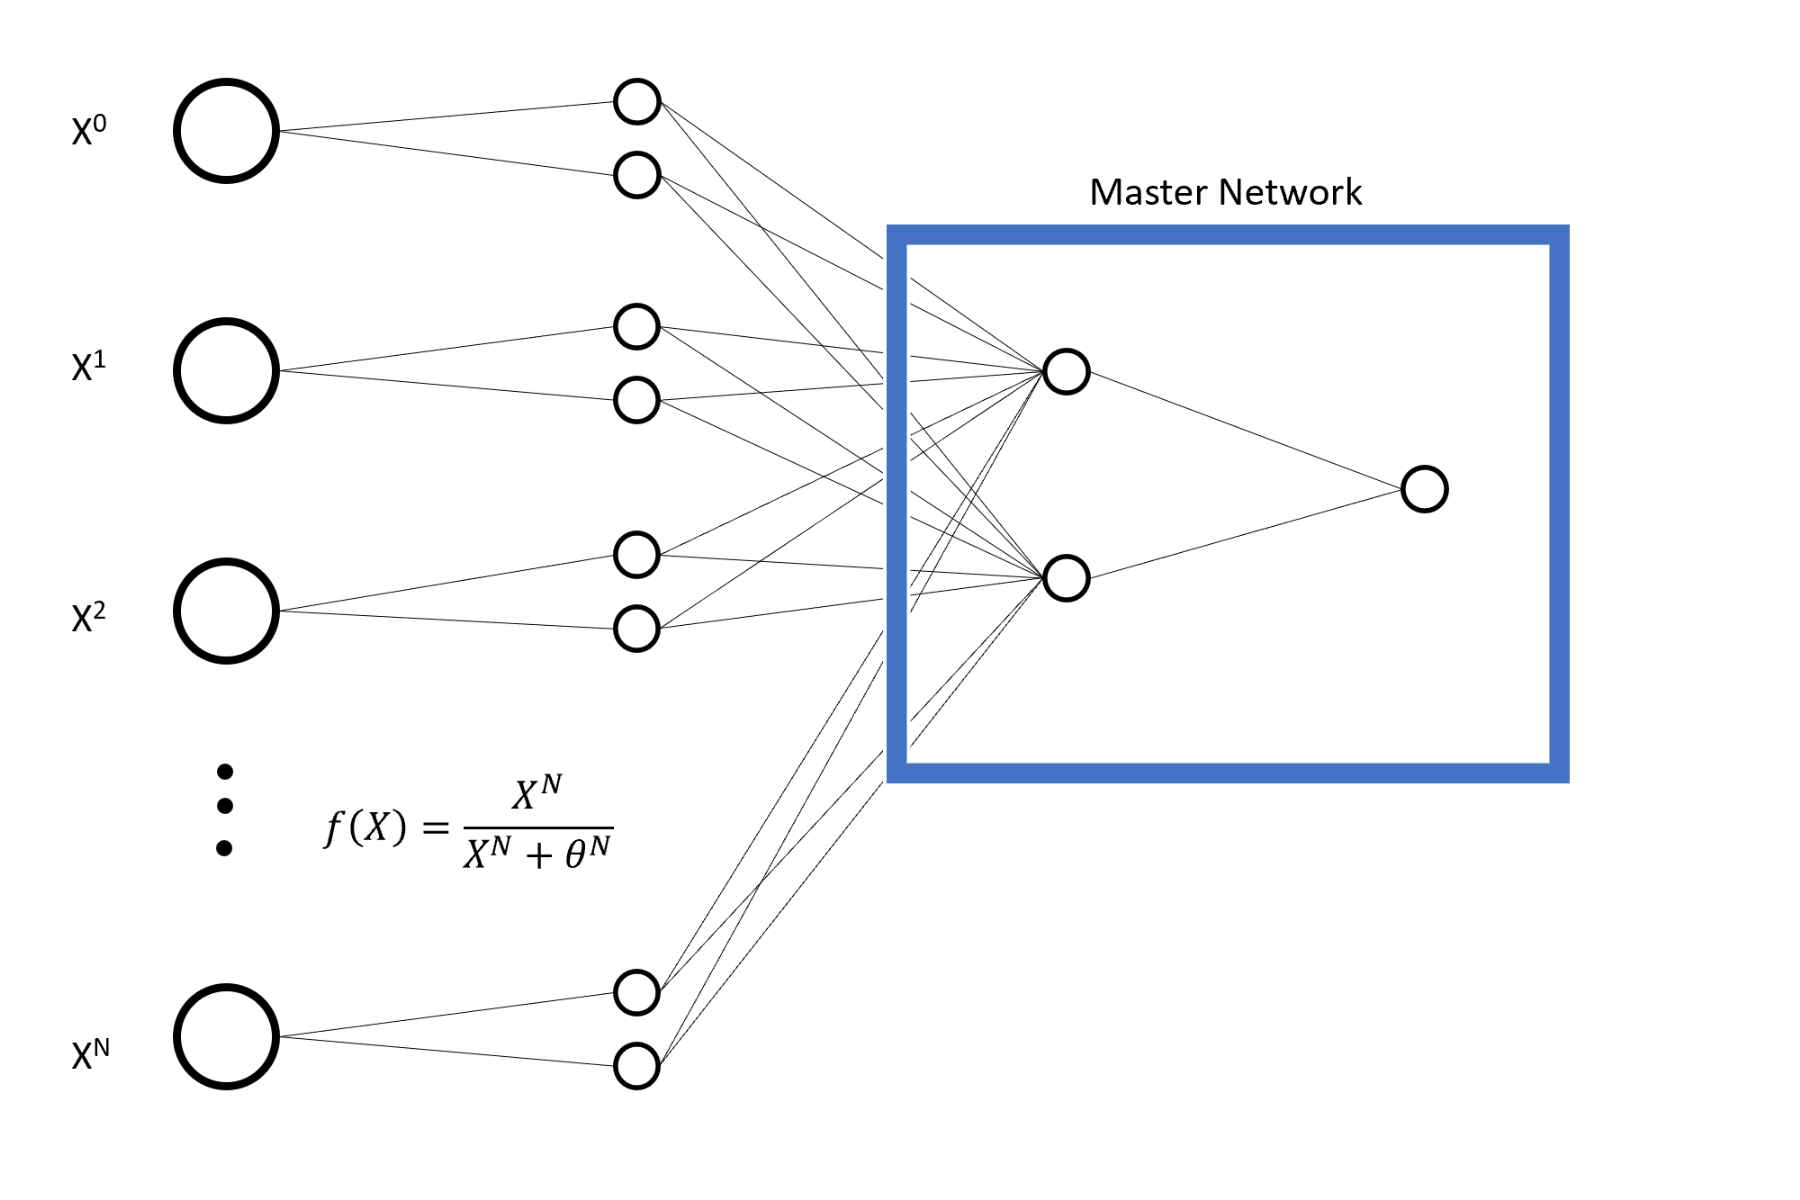 X⁰
Master Network
X¹
X²
f(X) = X^N / (X^N + θ^N)
X^N